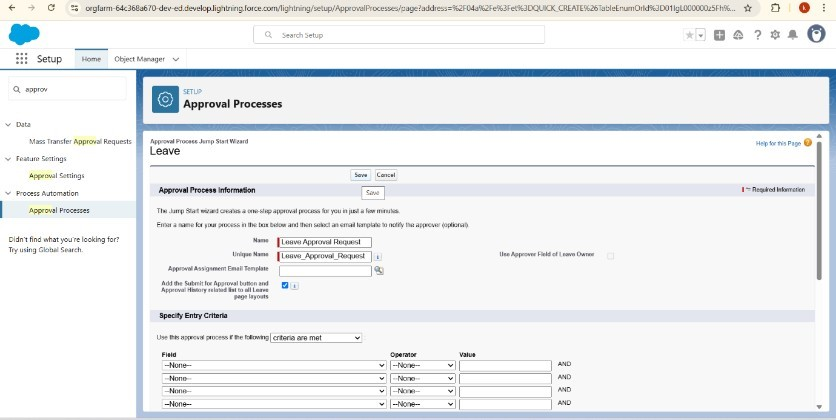 orgfarm-64c368a670-dev-ed.develop.lightning.force.com/lightning/setup/ApprovalProcesses/page?address=%2F04a%2Fe%3Fet%3DQUICK_CREATE%26TableEnumOrId%3D01IgL000000z5Fh%...
Search Setup
Setup
Home
Object Manager
approv
Data
Mass Transfer Approval Requests
Feature Settings
Approval Settings
Process Automation
Approval Processes
Didn't find what you're looking for?
Try using Global Search.
SETUP
Approval Processes
Approval Process Jump Start Wizard
Leave
Help for this Page
Save Cancel
Approval Process Information
Save
= Required Information
The Jump Start wizard creates a one-step approval process for you in just a few minutes.
Enter a name for your process in the box below and then select an email template to notify the approver (optional).
Name Leave Approval Request
Unique Name Leave_Approval_Request i Use Approver Field of Leave Owner
Approval Assignment Email Template
Add the Submit for Approval button and
Approval History related list to all Leave
page layouts
i
Specify Entry Criteria
Use this approval process if the following criteria are met
Field Operator Value
--None-- --None-- AND
--None-- --None-- AND
--None-- --None-- AND
--None-- --None-- AND